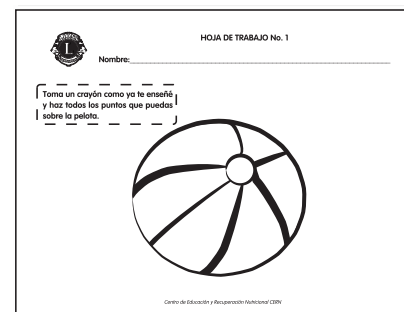 HOJA DE TRABAJO No. 1
L
Nombre:
Toma un crayón como ya te enseñé
y haz todos los puntos que puedas
sobre la pelota.
Centro de Educación y Recuperación Nutricional CERN